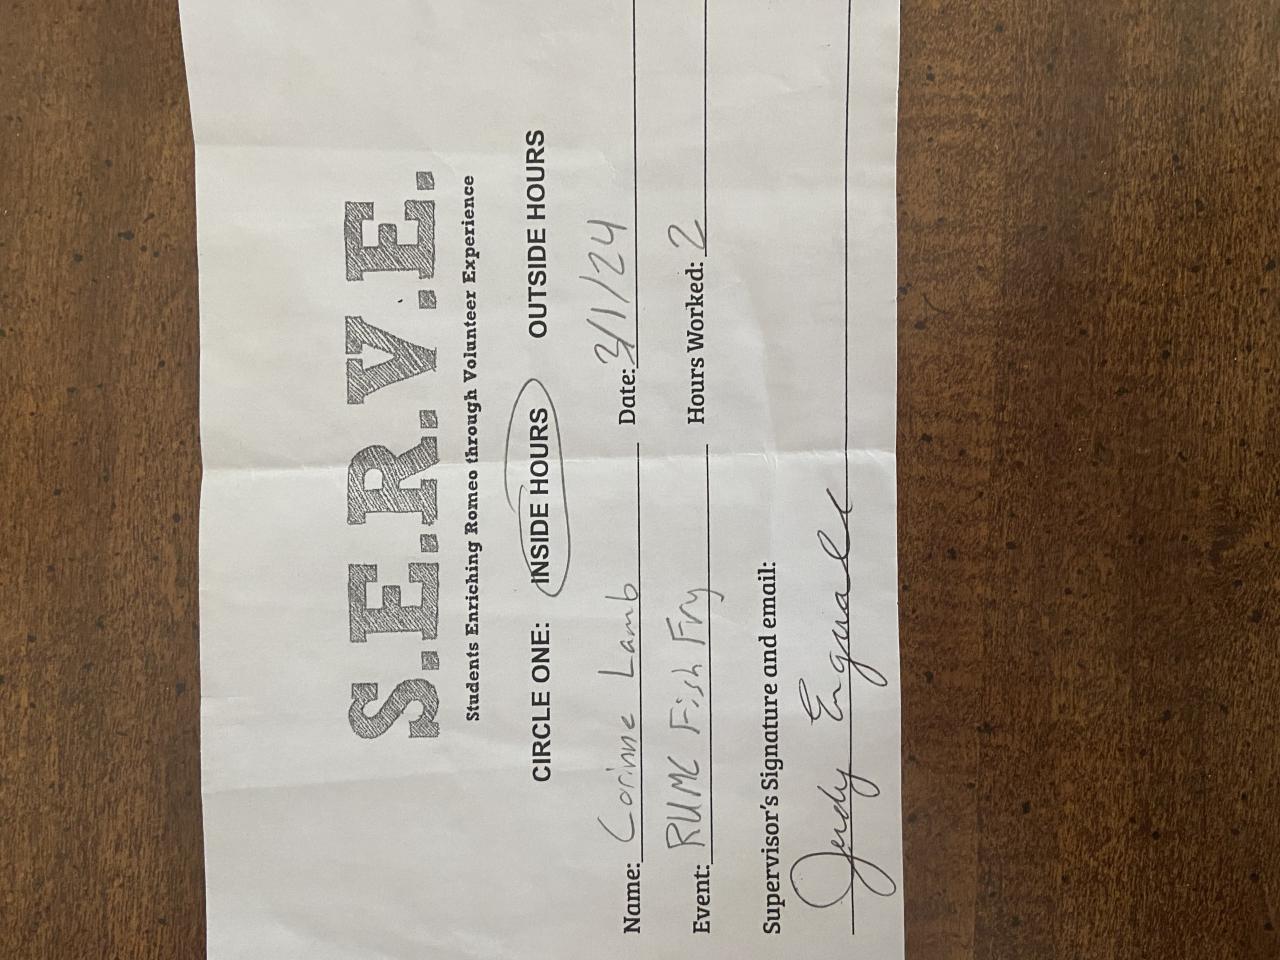 S.E.R.V.E.
Students Enriching Romeo through Volunteer Experience
CIRCLE ONE: INSIDE HOURS OUTSIDE HOURS
Name: Corinne Lamb Date: 3/1/24
Event: RUMC Fish Fry Hours Worked: 2
Supervisor's Signature and email:
Judy Engwall